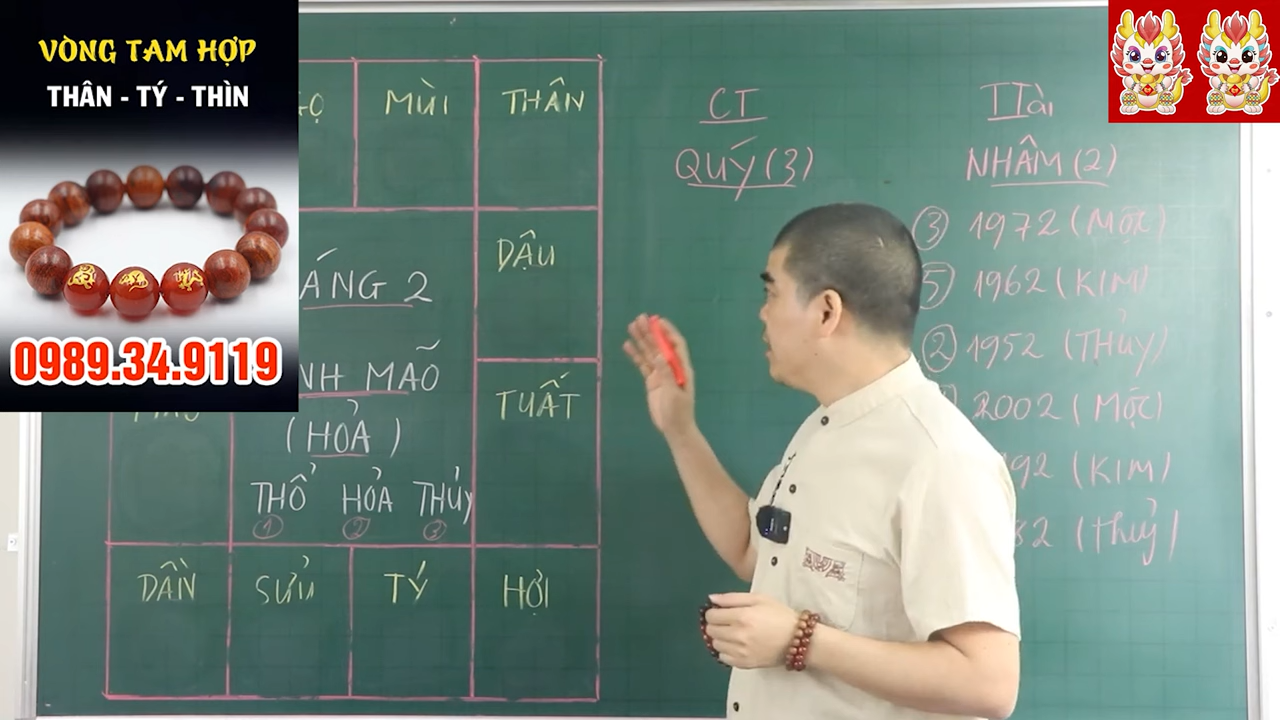 VÒNG TAM HỢP
THÂN - TÝ - THÌN
0989.34.9119
MÙI
THÂN
DẬU
ÁNG 2
NH MÃO
(HỎA)
THỔ HỎA THỦY
1 2 3
TUẤT
DẦN
SỬU
TÝ
HỢI
CT
QUÝ (3)
TTài
NHÂM (2)
3 1972 (MỘC)
5 1962 (KIM)
2 1952 (THỦY)
2002 (MỘC)
92 (KIM)
82 (Thuỷ)